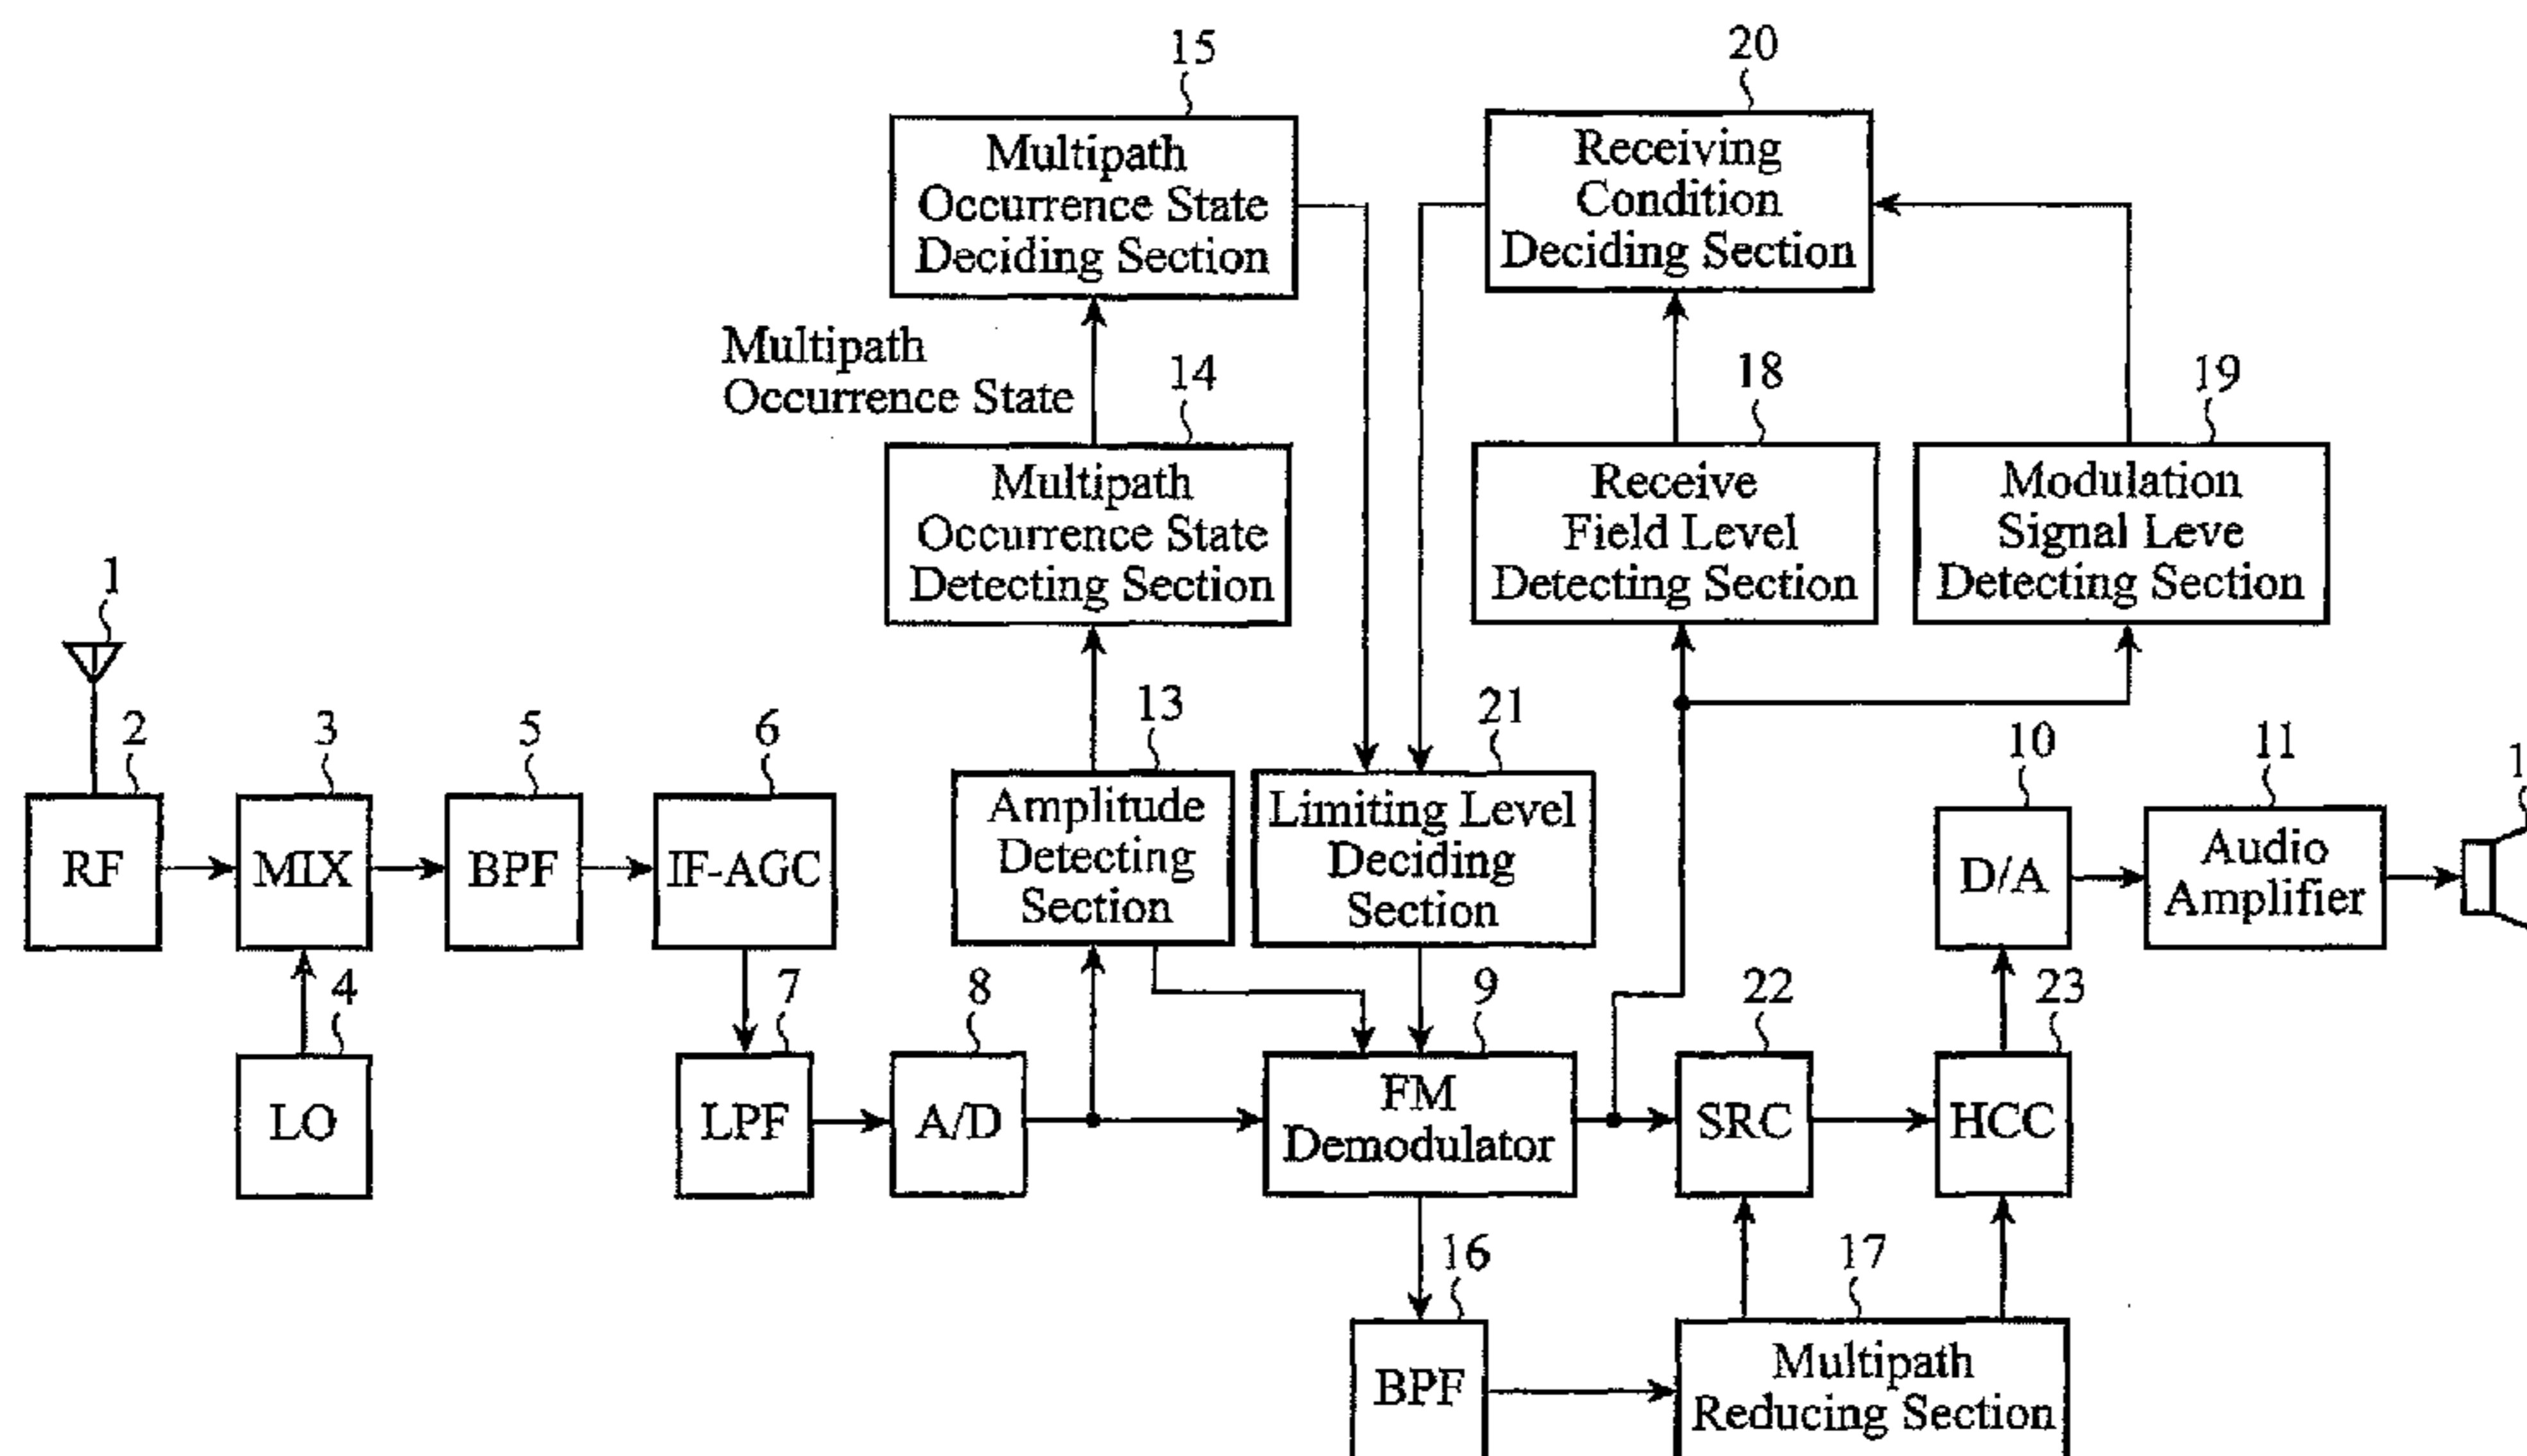 15
20
Multipath
Occurrence State
Deciding Section
Receiving
Condition
Deciding Section
Multipath
Occurrence State
14
18
19
Multipath
Occurrence State
Detecting Section
Receive
Field Level
Detecting Section
Modulation
Signal Leve
Detecting Section
1
2
3
5
6
13
21
10
11
1
RF
MIX
BPF
IF-AGC
Amplitude
Detecting
Section
Limiting Level
Deciding
Section
D/A
Audio
Amplifier
4
7
8
9
22
23
LO
LPF
A/D
FM
Demodulator
SRC
HCC
16
17
BPF
Multipath
Reducing Section